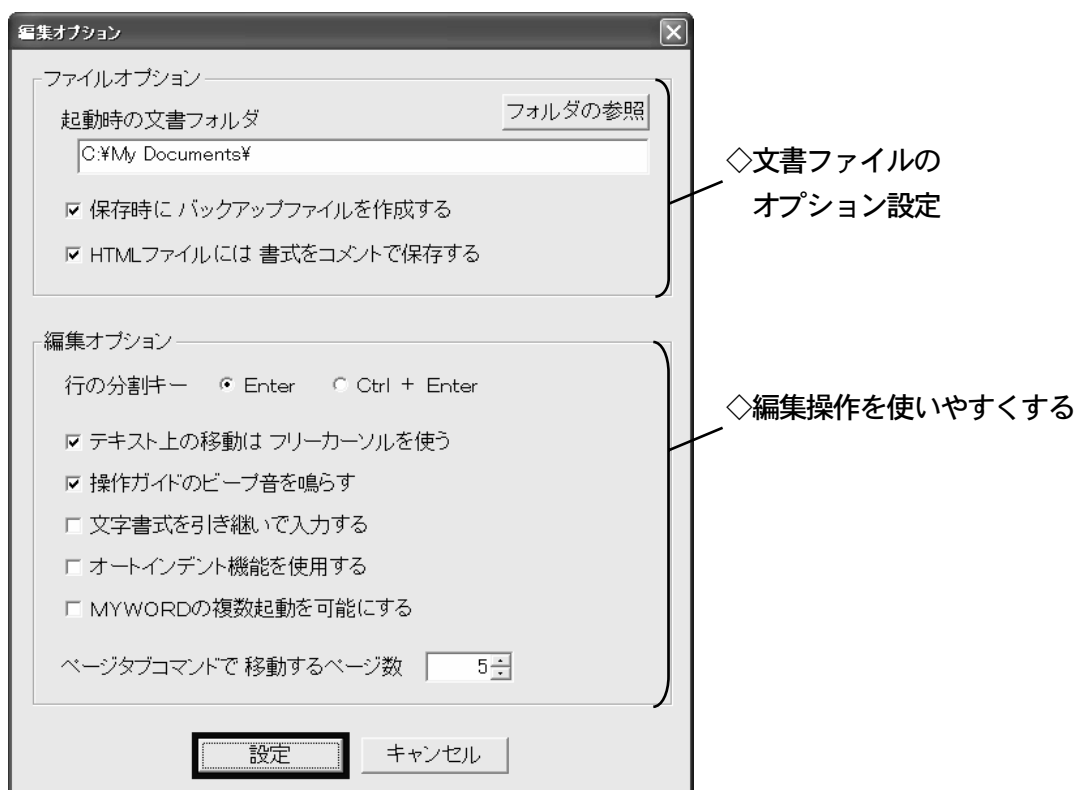 編集オプション
ファイルオプション
起動時の文書フォルダ
フォルダの参照
C:¥My Documents¥
保存時に バックアップファイルを作成する
HTMLファイルには 書式をコメントで保存する
◇文書ファイルの
オプション設定
編集オプション
行の分割キー Enter Ctrl + Enter
テキスト上の移動は フリーカーソルを使う
操作ガイドのビープ音を鳴らす
文字書式を引き継いで入力する
オートインデント機能を使用する
MYWORDの複数起動を可能にする
ページタブコマンドで 移動するページ数 5
◇編集操作を使いやすくする
設定 キャンセル